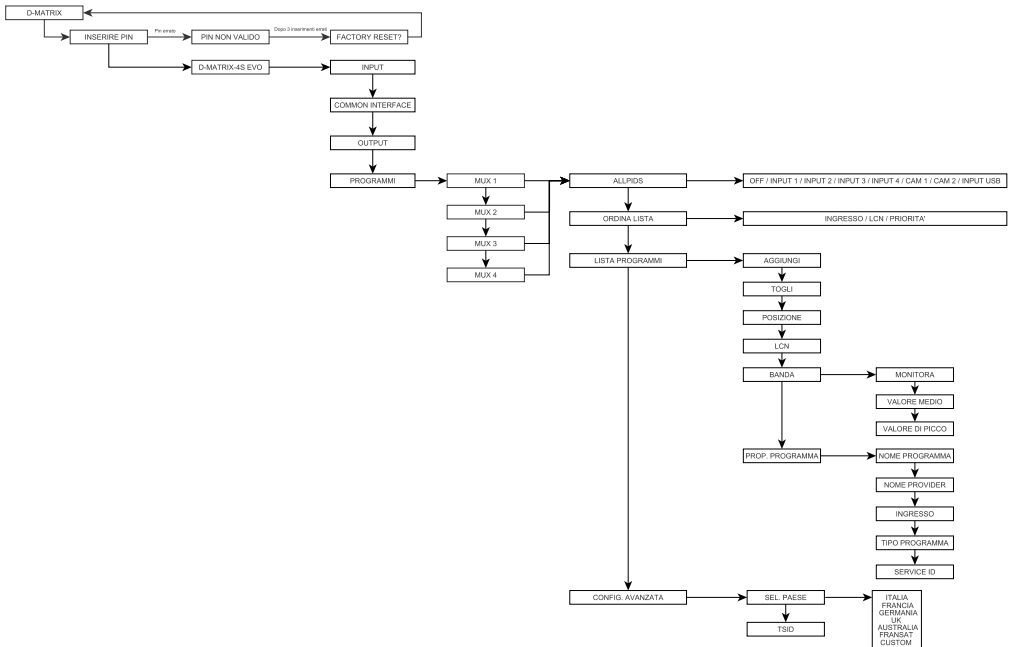 D-MATRIX
INSERIRE PIN
Pin errato
PIN NON VALIDO
Dopo 3 inserimenti errati
FACTORY RESET?
D-MATRIX-4S EVO
INPUT
COMMON INTERFACE
OUTPUT
PROGRAMMI
MUX 1
MUX 2
MUX 3
MUX 4
ALLPIDS
OFF / INPUT 1 / INPUT 2 / INPUT 3 / INPUT 4 / CAM 1 / CAM 2 / INPUT USB
ORDINA LISTA
INGRESSO / LCN / PRIORITA'
LISTA PROGRAMMI
AGGIUNGI
TOGLI
POSIZIONE
LCN
BANDA
MONITORA
VALORE MEDIO
VALORE DI PICCO
PROP. PROGRAMMA
NOME PROGRAMMA
NOME PROVIDER
INGRESSO
TIPO PROGRAMMA
SERVICE ID
CONFIG. AVANZATA
SEL. PAESE
ITALIA
FRANCIA
GERMANIA
UK
AUSTRALIA
FRANSAT
CUSTOM
TSID